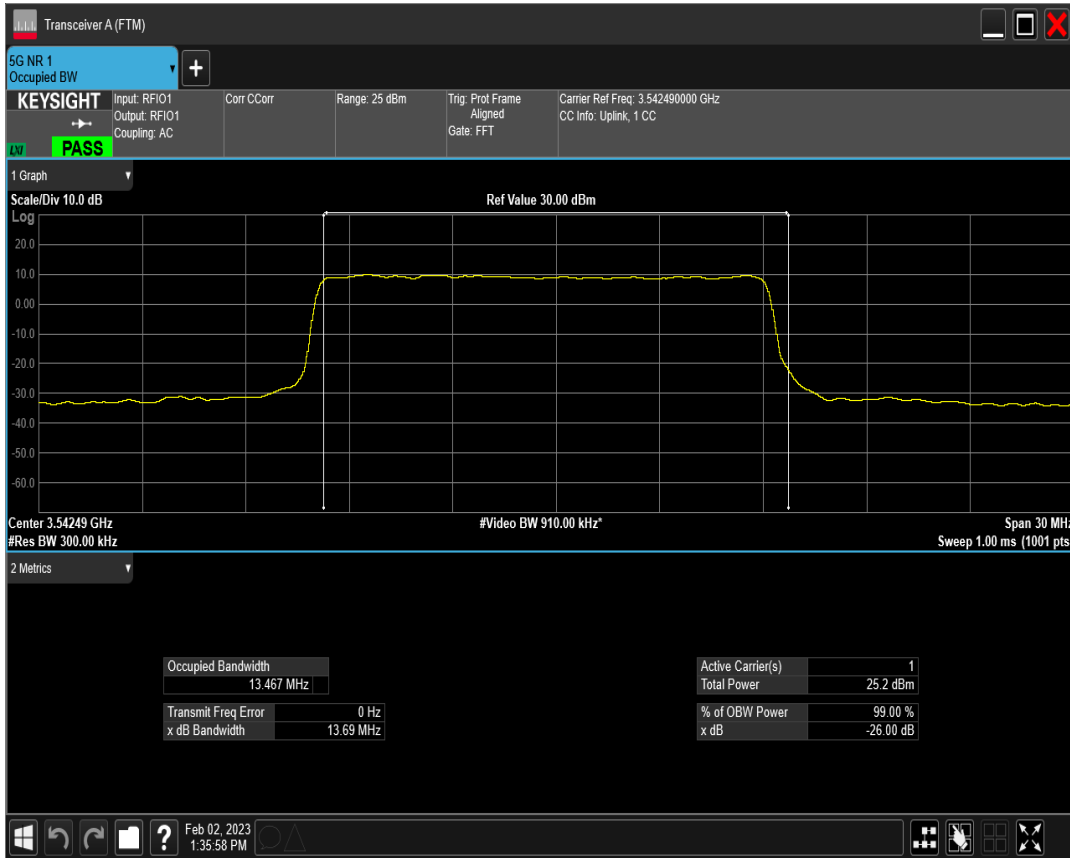 Transceiver A (FTM)
5G NR 1
Occupied BW
+
KEYSIGHT
Input: RFIO1
Output: RFIO1
Coupling: AC
Corr CCorr
Range: 25 dBm
Trig: Prot Frame
Aligned
Gate: FFT
Carrier Ref Freq: 3.542490000 GHz
CC Info: Uplink, 1 CC
LXI
PASS
1 Graph
Scale/Div 10.0 dB
Ref Value 30.00 dBm
Log
20.0
10.0
0.00
-10.0
-20.0
-30.0
-40.0
-50.0
-60.0
Center 3.54249 GHz
#Video BW 910.00 kHz*
Span 30 MHz
#Res BW 300.00 kHz
Sweep 1.00 ms (1001 pts
2 Metrics
Occupied Bandwidth
13.467 MHz
Transmit Freq Error 0 Hz
x dB Bandwidth 13.69 MHz
Active Carrier(s) 1
Total Power 25.2 dBm
% of OBW Power 99.00 %
x dB -26.00 dB
?
Feb 02, 2023
1:35:58 PM